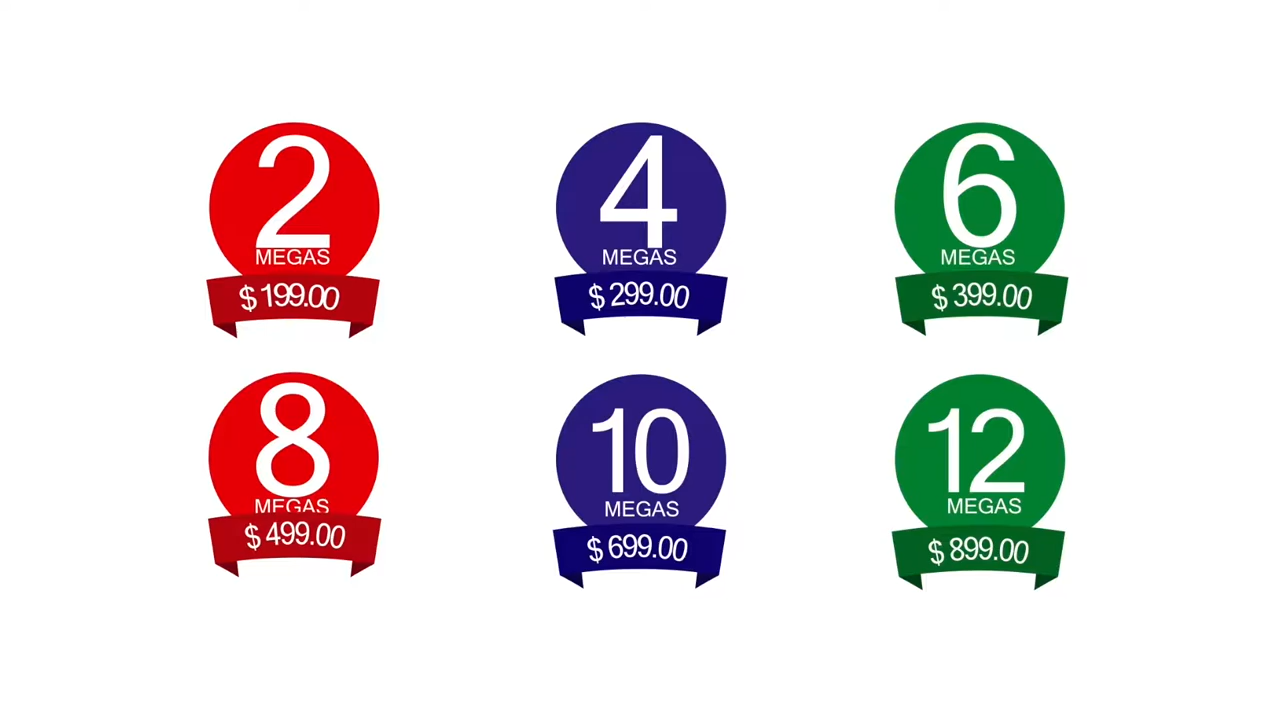 2
MEGAS
$ 199.00
4
MEGAS
$ 299.00
6
MEGAS
$ 399.00
8
MEGAS
$ 499.00
10
MEGAS
$ 699.00
12
MEGAS
$ 899.00